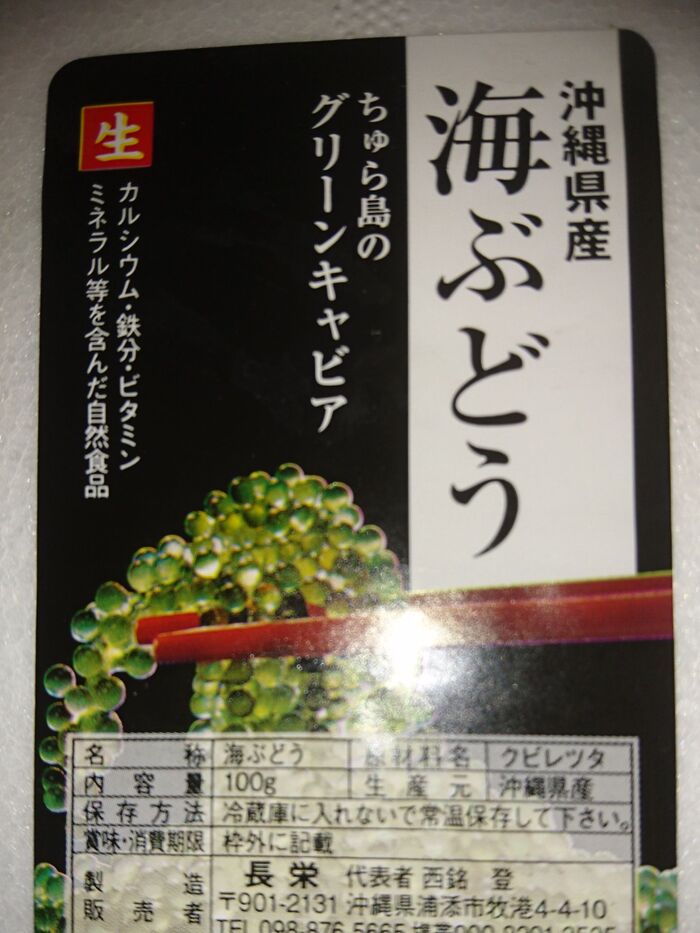 沖縄県産
海ぶどう
ちゅら島の
グリーンキャビア
生
カルシウム・鉄分・ビタミン
ミネラル等を含んだ自然食品
名称 海ぶどう 原材料名 クビレヅタ
内容量 100g 生産元 沖縄県産
保存方法 冷蔵庫に入れないで常温保存して下さい。
賞味・消費期限 枠外に記載
製造 長栄 代表者 西銘 登
販売者 〒901-2131 沖縄県浦添市牧港4-4-10
TEL 098-876-5665 携帯